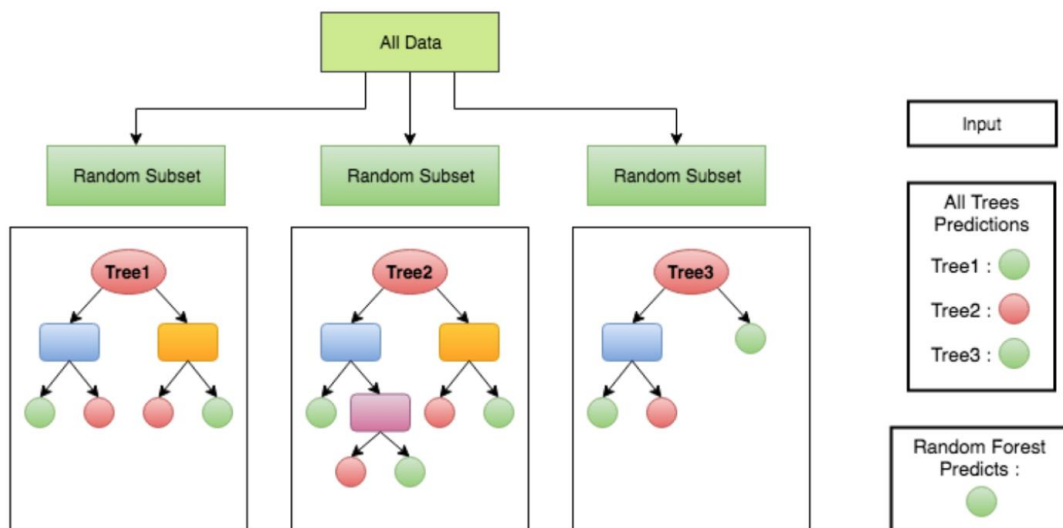 All Data
Random Subset
Random Subset
Random Subset
Tree1
Tree2
Tree3
Input
All Trees
Predictions
Tree1 :
Tree2 :
Tree3 :
Random Forest
Predicts :